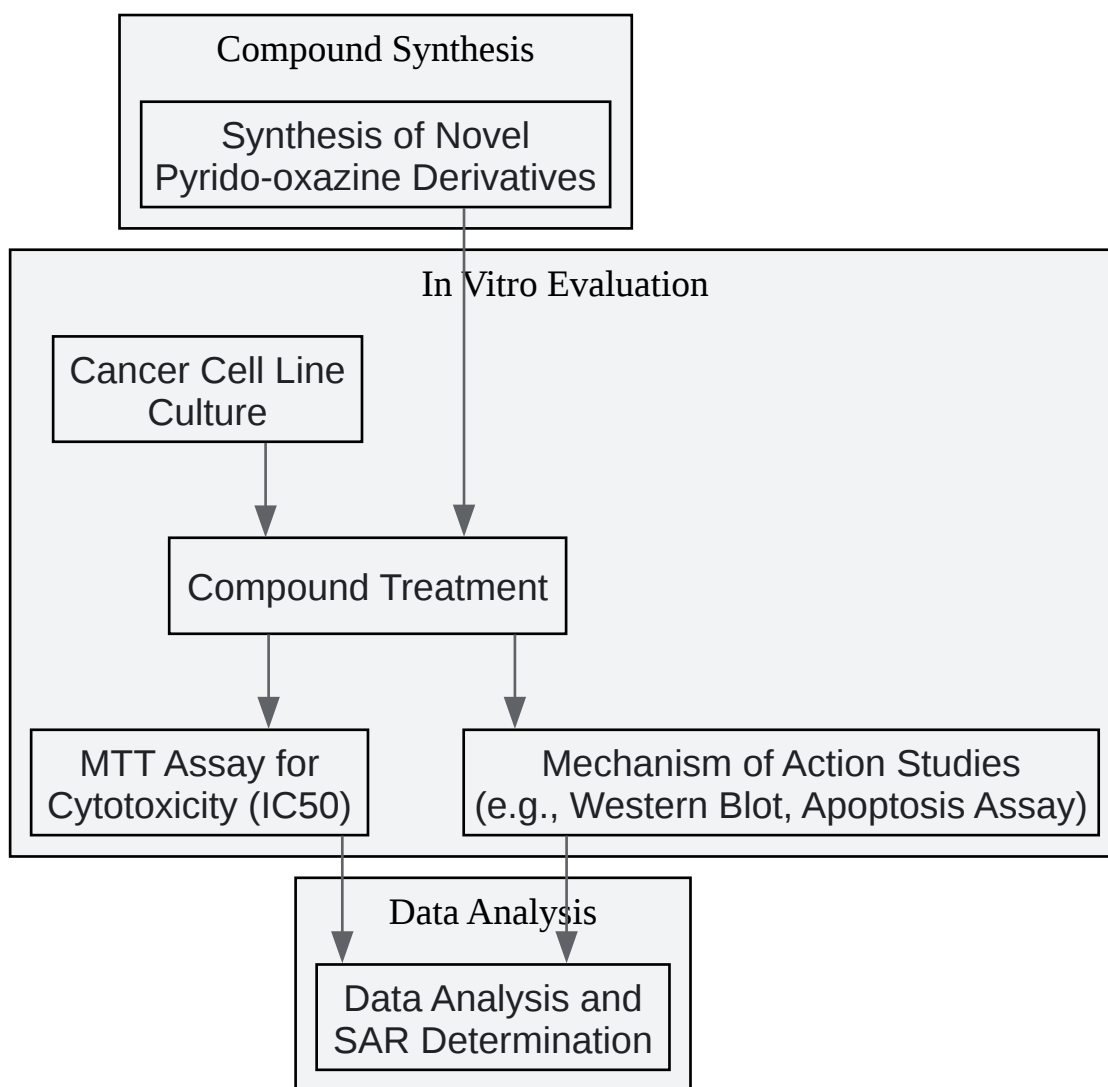 Compound Synthesis
Synthesis of Novel
Pyrido-oxazine Derivatives
In Vitro Evaluation
Cancer Cell Line
Culture
Compound Treatment
MTT Assay for
Cytotoxicity (IC50)
Mechanism of Action Studies
(e.g., Western Blot, Apoptosis Assay)
Data Analysis
Data Analysis and
SAR Determination